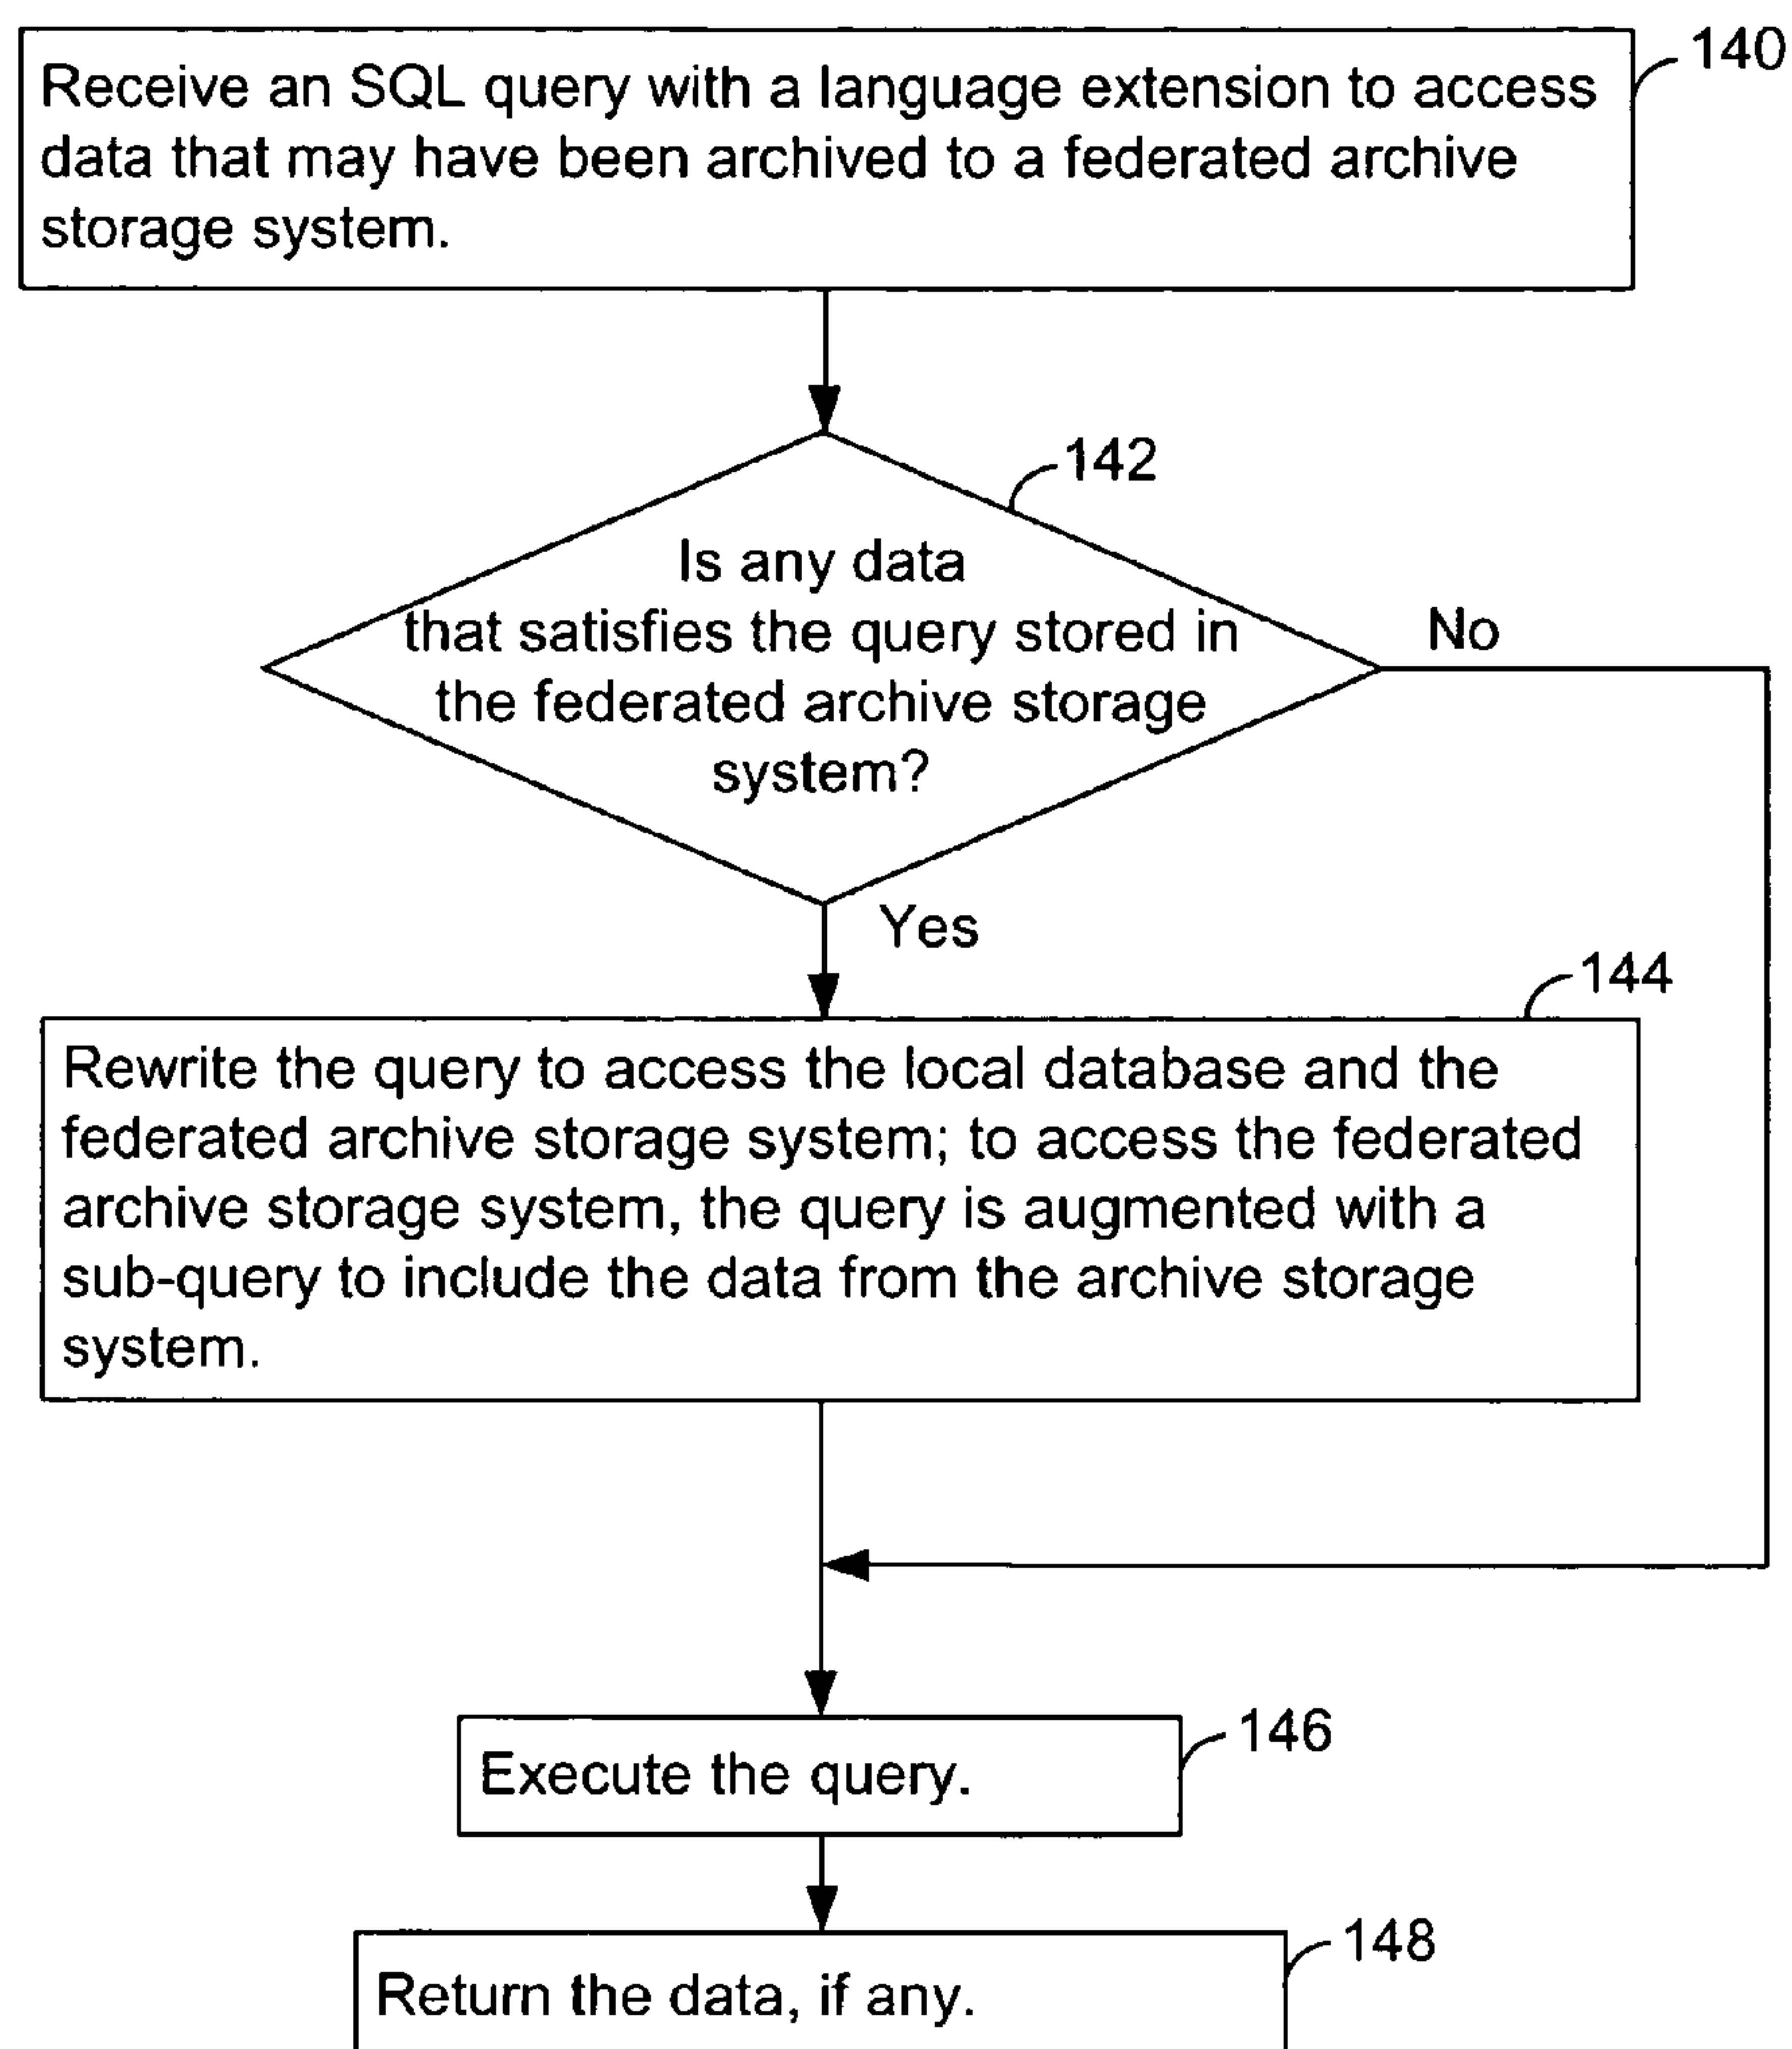 140
Receive an SQL query with a language extension to access
data that may have been archived to a federated archive
storage system.
142
Is any data
that satisfies the query stored in
the federated archive storage
system?
No
Yes
144
Rewrite the query to access the local database and the
federated archive storage system; to access the federated
archive storage system, the query is augmented with a
sub-query to include the data from the archive storage
system.
146
Execute the query.
148
Return the data, if any.